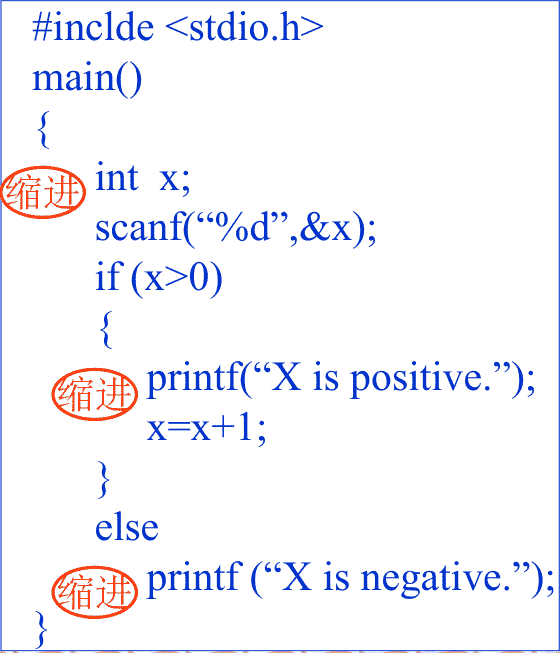 #inclde <stdio.h>
main()
{
缩进 int x;
scanf(“%d”,&x);
if (x>0)
{
缩进 printf(“X is positive.”);
x=x+1;
}
else
缩进 printf (“X is negative.”);
}